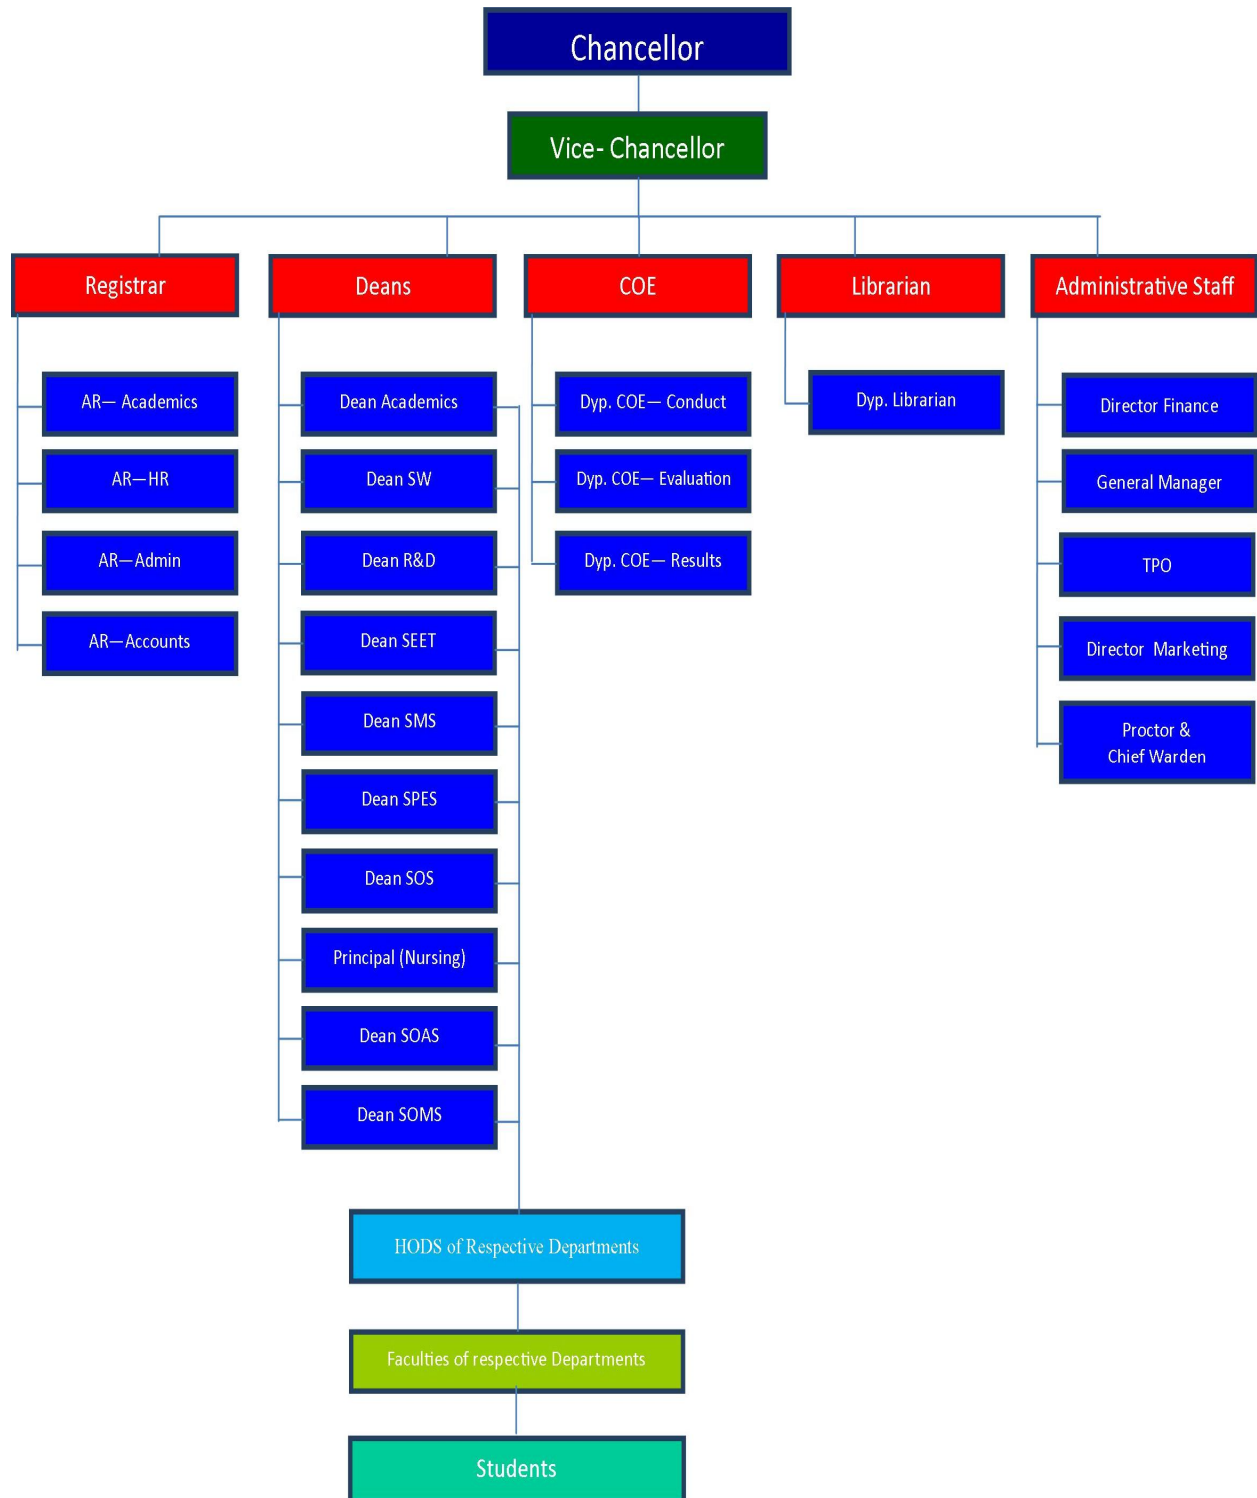 Chancellor
Vice- Chancellor
Registrar
Deans
COE
Librarian
Administrative Staff
AR— Academics
AR—HR
AR—Admin
AR—Accounts
Dean Academics
Dean SW
Dean R&D
Dean SEET
Dean SMS
Dean SPES
Dean SOS
Principal (Nursing)
Dean SOAS
Dean SOMS
Dyp. COE— Conduct
Dyp. COE— Evaluation
Dyp. COE— Results
Dyp. Librarian
Director Finance
General Manager
TPO
Director Marketing
Proctor &
Chief Warden
HODS of Respective Departments
Faculties of respective Departments
Students